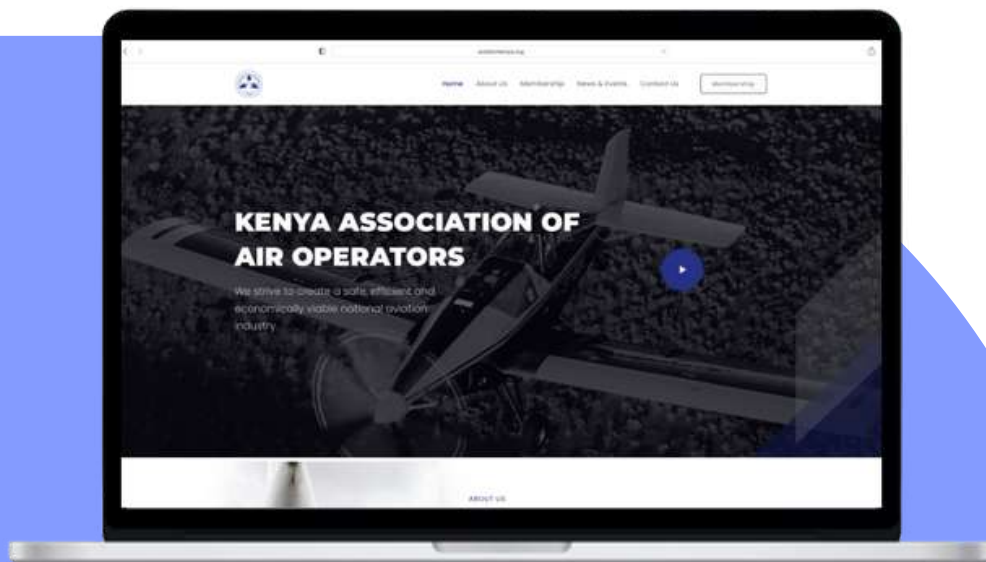 Home About Us Membership News & Events Contact Us Membership
KENYA ASSOCIATION OF
AIR OPERATORS
We strive to create a safe, efficient and
economically viable national aviation
industry
ABOUT US